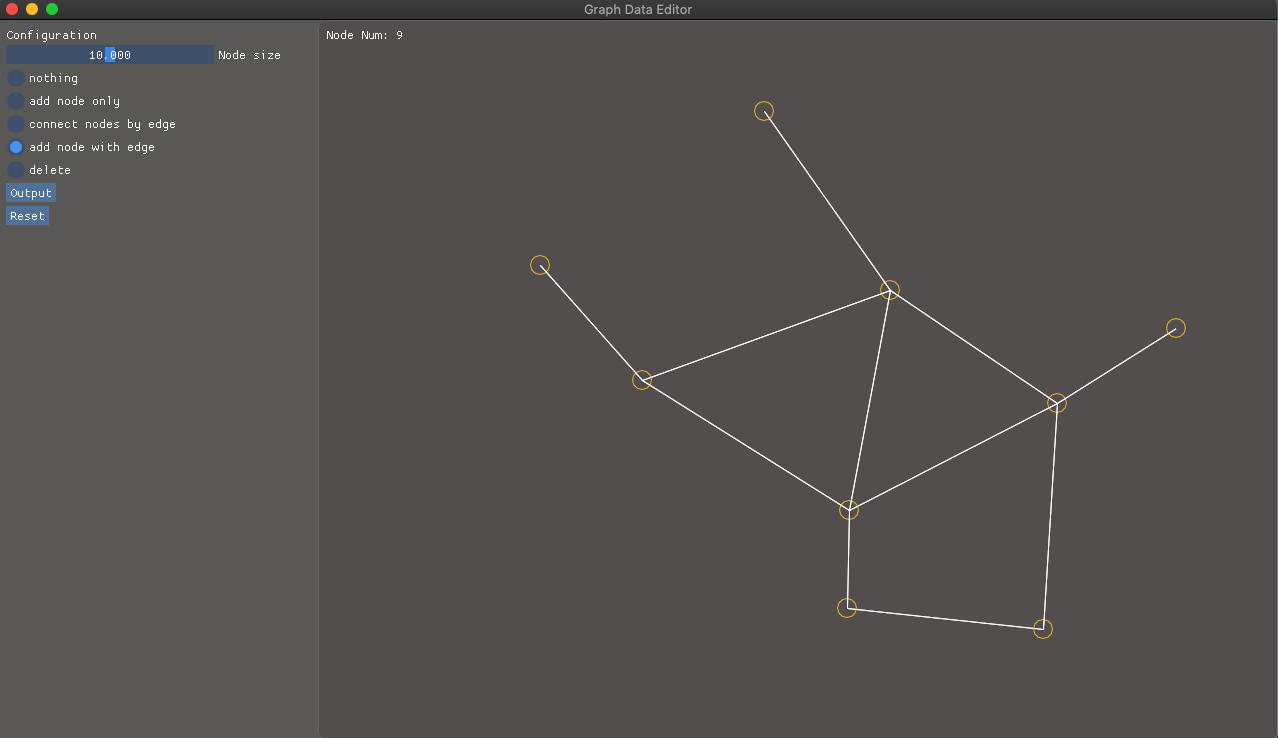 Graph Data Editor
Configuration
10.000 Node size
nothing
add node only
connect nodes by edge
add node with edge
delete
Output
Reset
Node Num: 9